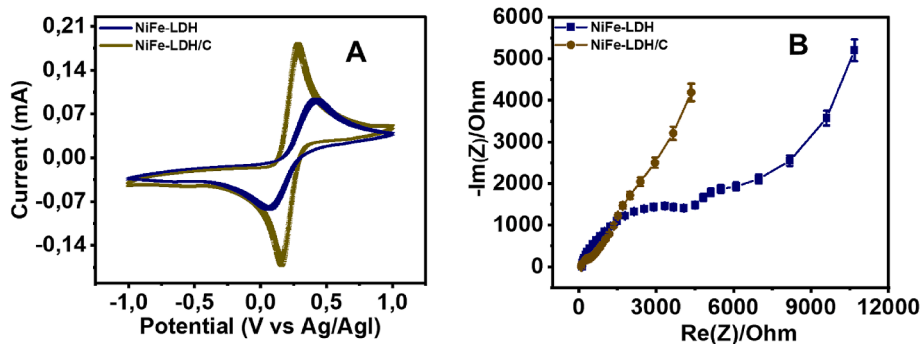 0,21
0,14
0,07
0,00
-0,07
-0,14
Current (mA)
NiFe-LDH
NiFe-LDH/C
A
-1,0
-0,5
0,0
0,5
1,0
Potential (V vs Ag/Agl)
6000
5000
4000
3000
2000
1000
0
-Im(Z)/Ohm
NiFe-LDH
NiFe-LDH/C
B
0
3000
6000
9000
12000
Re(Z)/Ohm